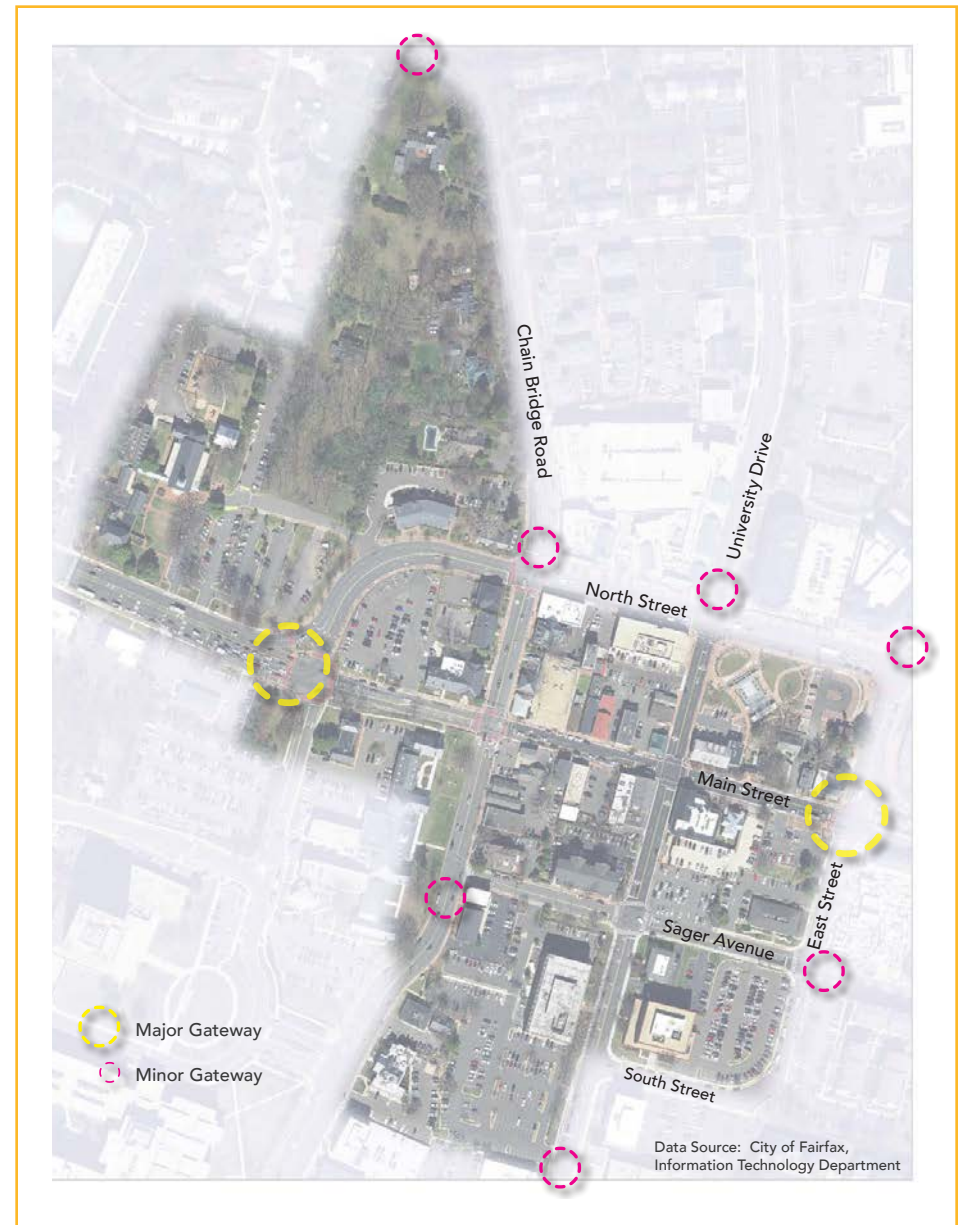 Chain Bridge Road
University Drive
North Street
Main Street
East Street
Sager Avenue
Major Gateway
Minor Gateway
South Street
Data Source: City of Fairfax,
Information Technology Department